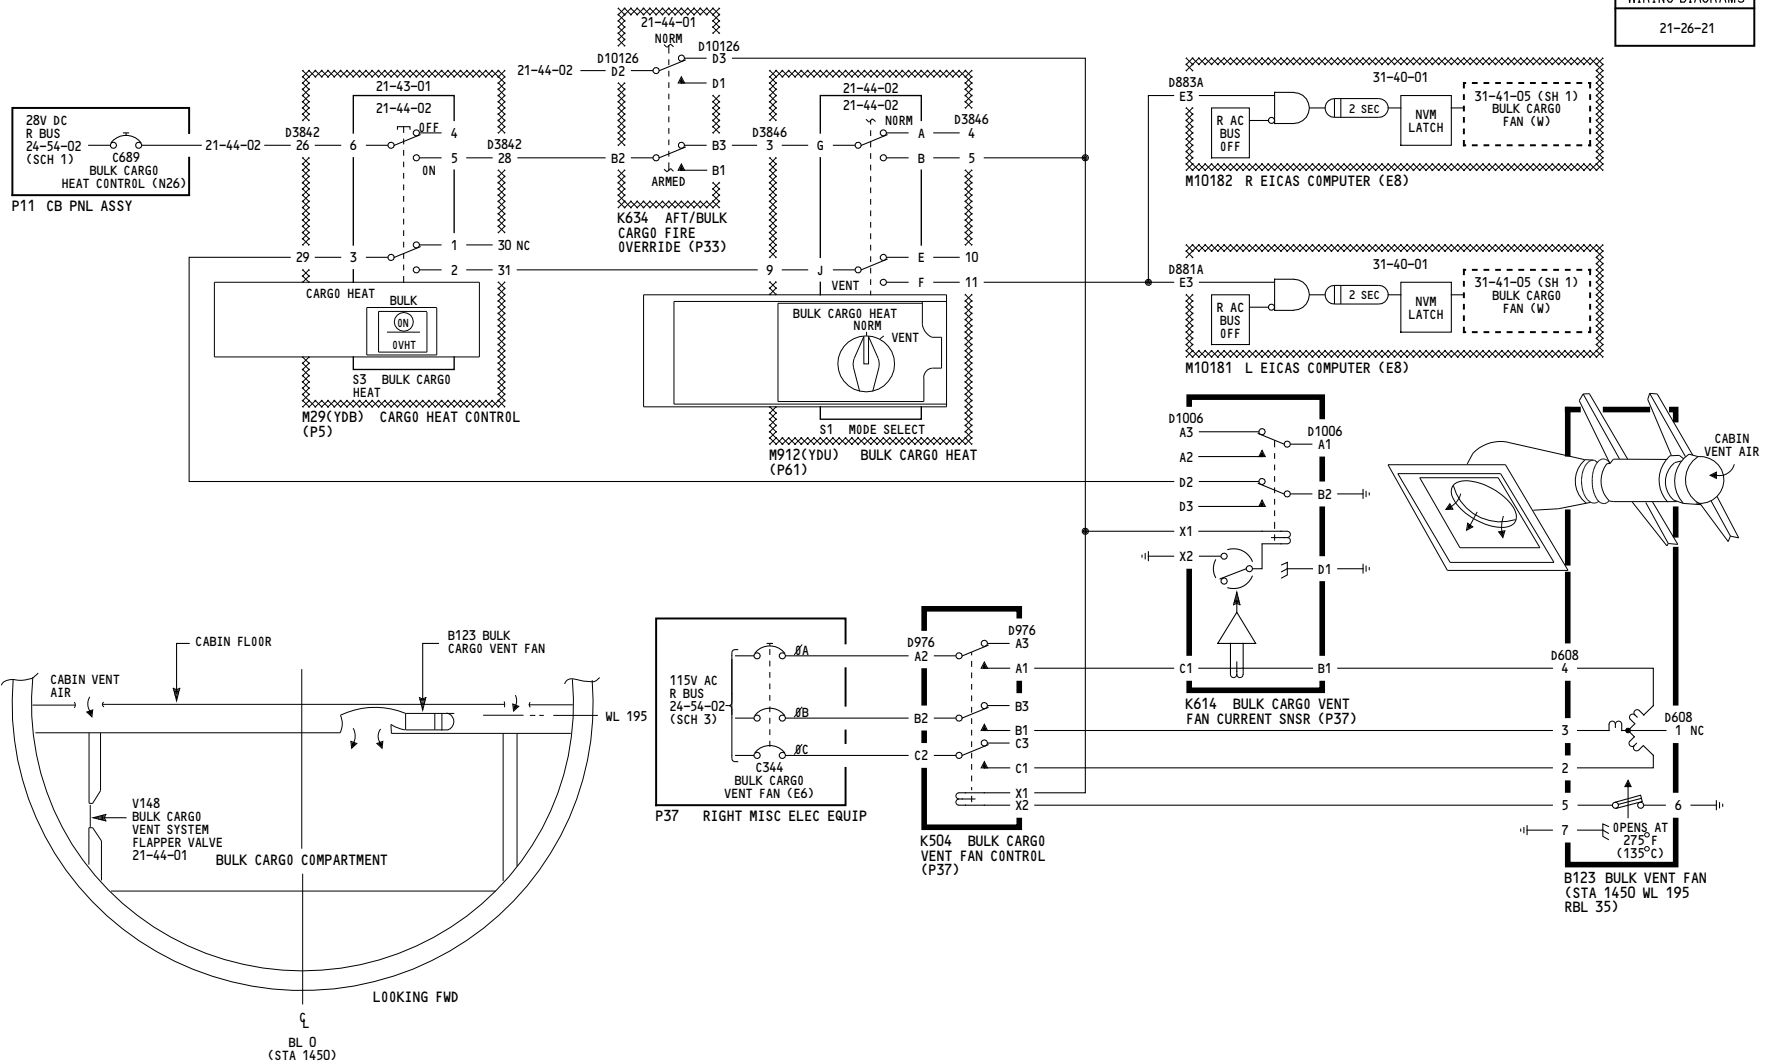 WIRING DIAGRAMS
21-26-21
28V DC
R BUS
24-54-02
(SCH 1)
C689
BULK CARGO
HEAT CONTROL (N26)
P11 CB PNL ASSY
21-44-02
D3842
26
6
21-43-01
21-44-02
OFF
4
5
ON
D3842
28
29
3
1
30 NC
2
31
CARGO HEAT
BULK
ON
OVHT
S3 BULK CARGO
HEAT
M29(YDB) CARGO HEAT CONTROL
(P5)
21-44-01
NORM
21-44-02
D10126
D2
D10126
D3
D1
B2
B3
B1
ARMED
K634 AFT/BULK
CARGO FIRE
OVERRIDE (P33)
D3846
3
G
21-44-02
21-44-02
NORM
A
D3846
4
B
5
9
J
E
10
VENT
F
11
BULK CARGO HEAT
NORM
VENT
S1 MODE SELECT
M912(YDU) BULK CARGO HEAT
(P61)
D883A
E3
31-40-01
R AC
BUS
OFF
2 SEC
NVM
LATCH
31-41-05 (SH 1)
BULK CARGO
FAN (W)
M10182 R EICAS COMPUTER (E8)
D881A
E3
31-40-01
R AC
BUS
OFF
2 SEC
NVM
LATCH
31-41-05 (SH 1)
BULK CARGO
FAN (W)
M10181 L EICAS COMPUTER (E8)
D1006
A3
D1006
A1
A2
D2
B2
D3
X1
X2
D1
C1
B1
K614 BULK CARGO VENT
FAN CURRENT SNSR (P37)
CABIN
VENT AIR
CABIN FLOOR
B123 BULK
CARGO VENT FAN
CABIN VENT
AIR
WL 195
V148
BULK CARGO
VENT SYSTEM
FLAPPER VALVE
21-44-01
BULK CARGO COMPARTMENT
LOOKING FWD
CL
BL 0
(STA 1450)
115V AC
R BUS
24-54-02
(SCH 3)
ØA
ØB
ØC
C344
BULK CARGO
VENT FAN (E6)
P37 RIGHT MISC ELEC EQUIP
D976
A2
D976
A3
A1
B2
B3
B1
C2
C3
C1
X1
X2
K504 BULK CARGO
VENT FAN CONTROL
(P37)
D608
4
3
D608
1 NC
2
5
6
7
OPENS AT
275°F
(135°C)
B123 BULK VENT FAN
(STA 1450 WL 195
RBL 35)